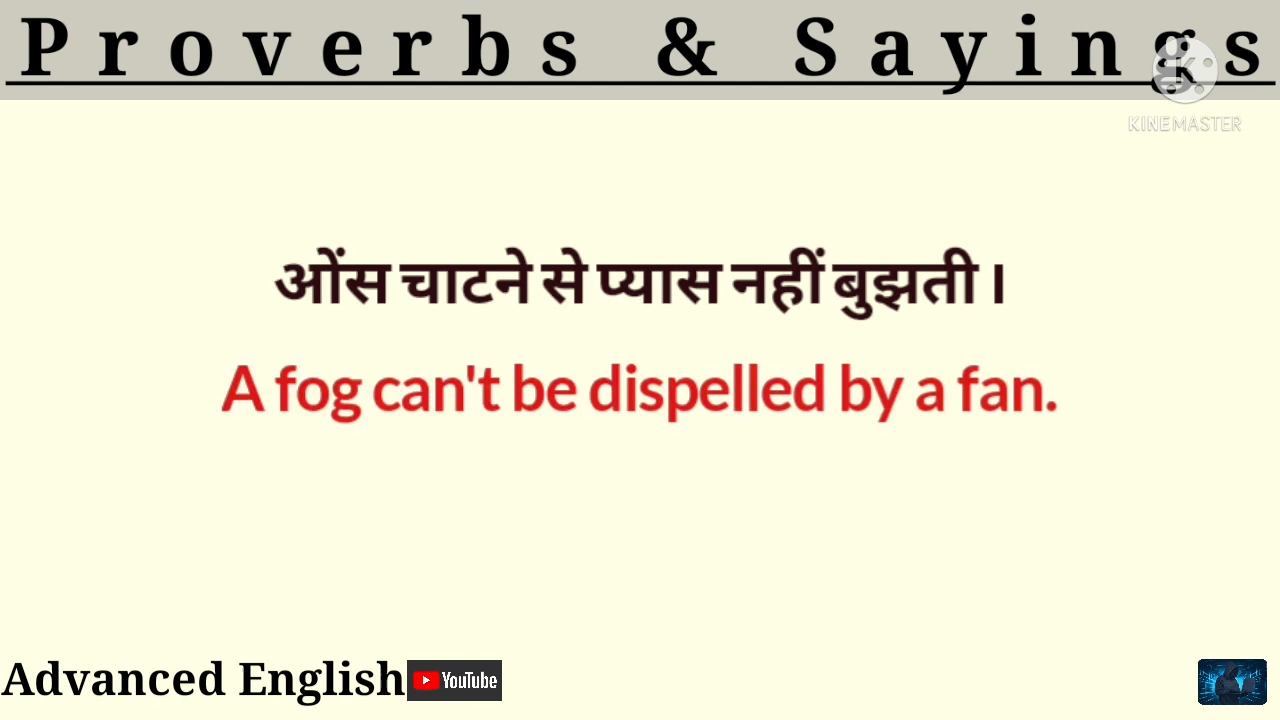 Proverbs & Sayings
KINEMASTER
ओंस चाटने से प्यास नहीं बुझती ।
A fog can't be dispelled by a fan.
Advanced English YouTube